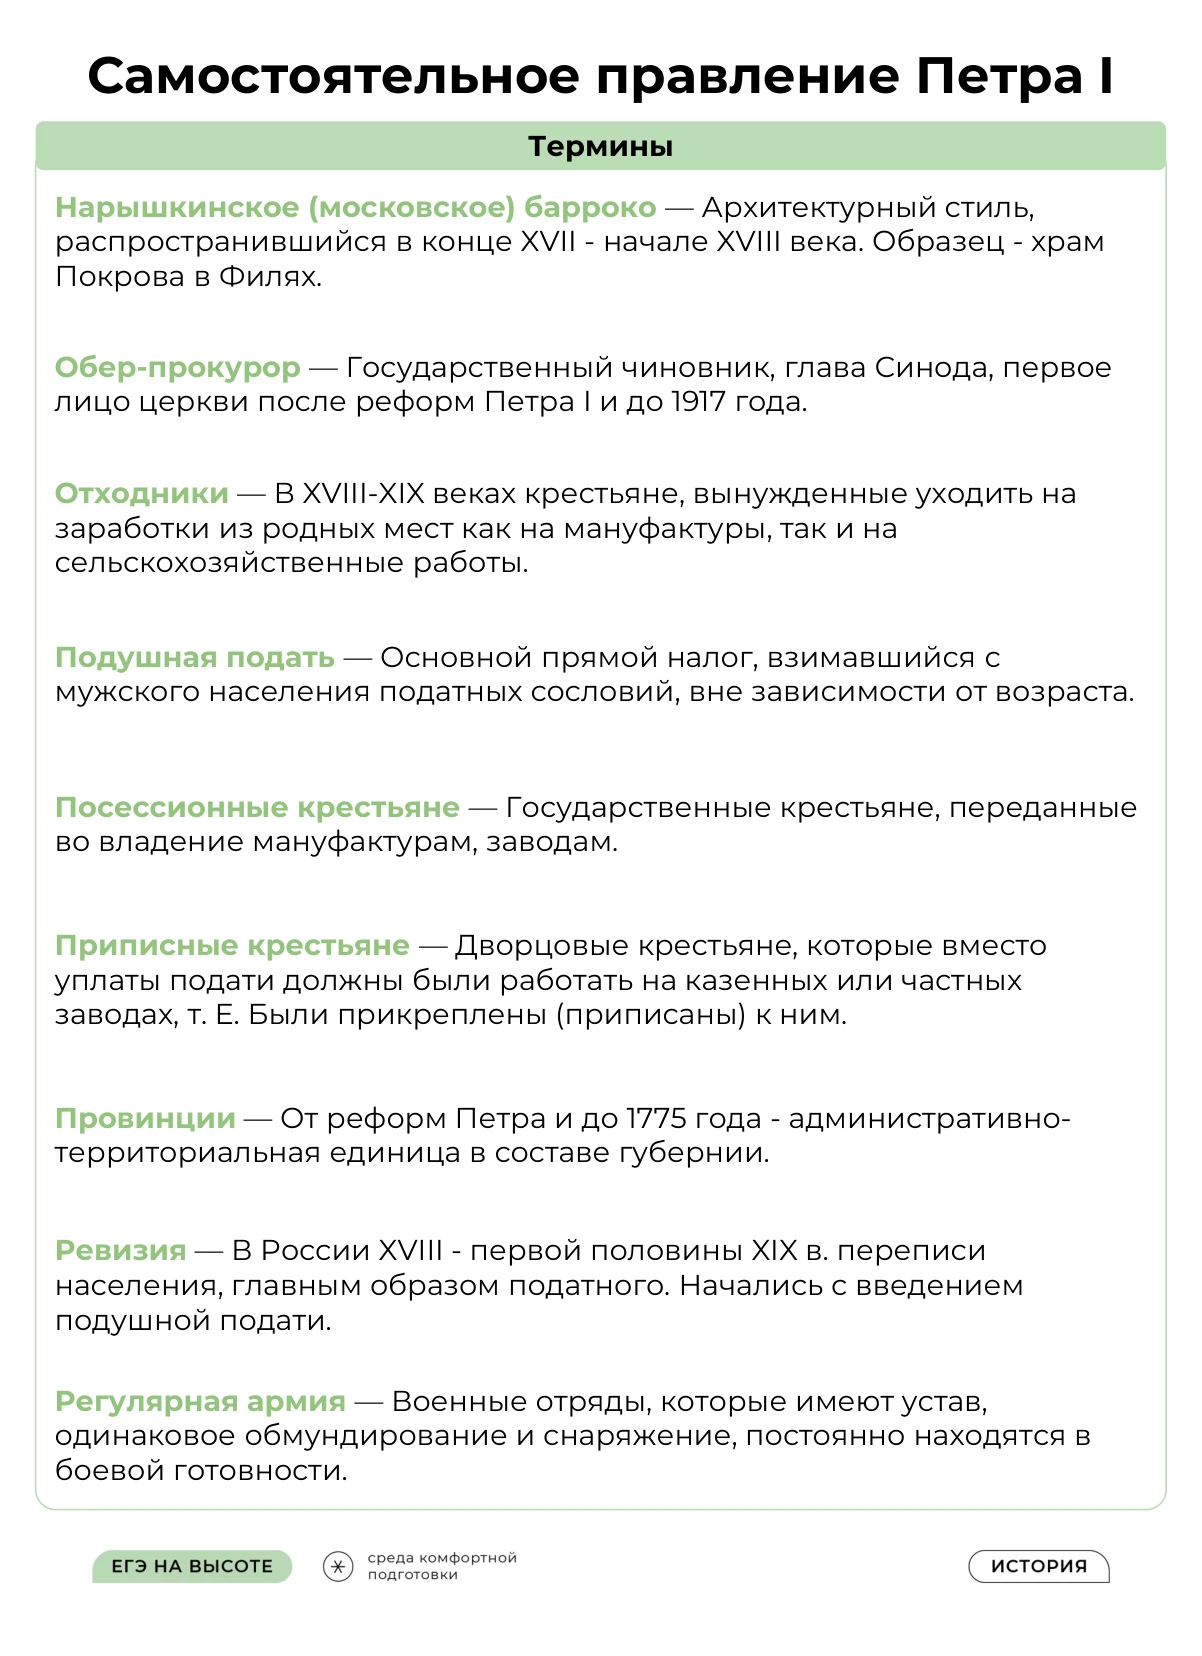 Самостоятельное правление Петра I
Термины
Нарышкинское (московское) барроко — Архитектурный стиль,
распространившийся в конце XVII - начале XVIII века. Образец - храм
Покрова в Филях.
Обер-прокурор — Государственный чиновник, глава Синода, первое
лицо церкви после реформ Петра I и до 1917 года.
Отходники — В XVIII-XIX веках крестьяне, вынужденные уходить на
заработки из родных мест как на мануфактуры, так и на
сельскохозяйственные работы.
Подушная подать — Основной прямой налог, взимавшийся с
мужского населения податных сословий, вне зависимости от возраста.
Посессионные крестьяне — Государственные крестьяне, переданные
во владение мануфактурам, заводам.
Приписные крестьяне — Дворцовые крестьяне, которые вместо
уплаты подати должны были работать на казенных или частных
заводах, т. Е. Были прикреплены (приписаны) к ним.
Провинции — От реформ Петра и до 1775 года - административно-
территориальная единица в составе губернии.
Ревизия — В России XVIII - первой половины XIX в. переписи
населения, главным образом податного. Начались с введением
подушной подати.
Регулярная армия — Военные отряды, которые имеют устав,
одинаковое обмундирование и снаряжение, постоянно находятся в
боевой готовности.
ЕГЭ НА ВЫСОТЕ
среда комфортной
подготовки
ИСТОРИЯ